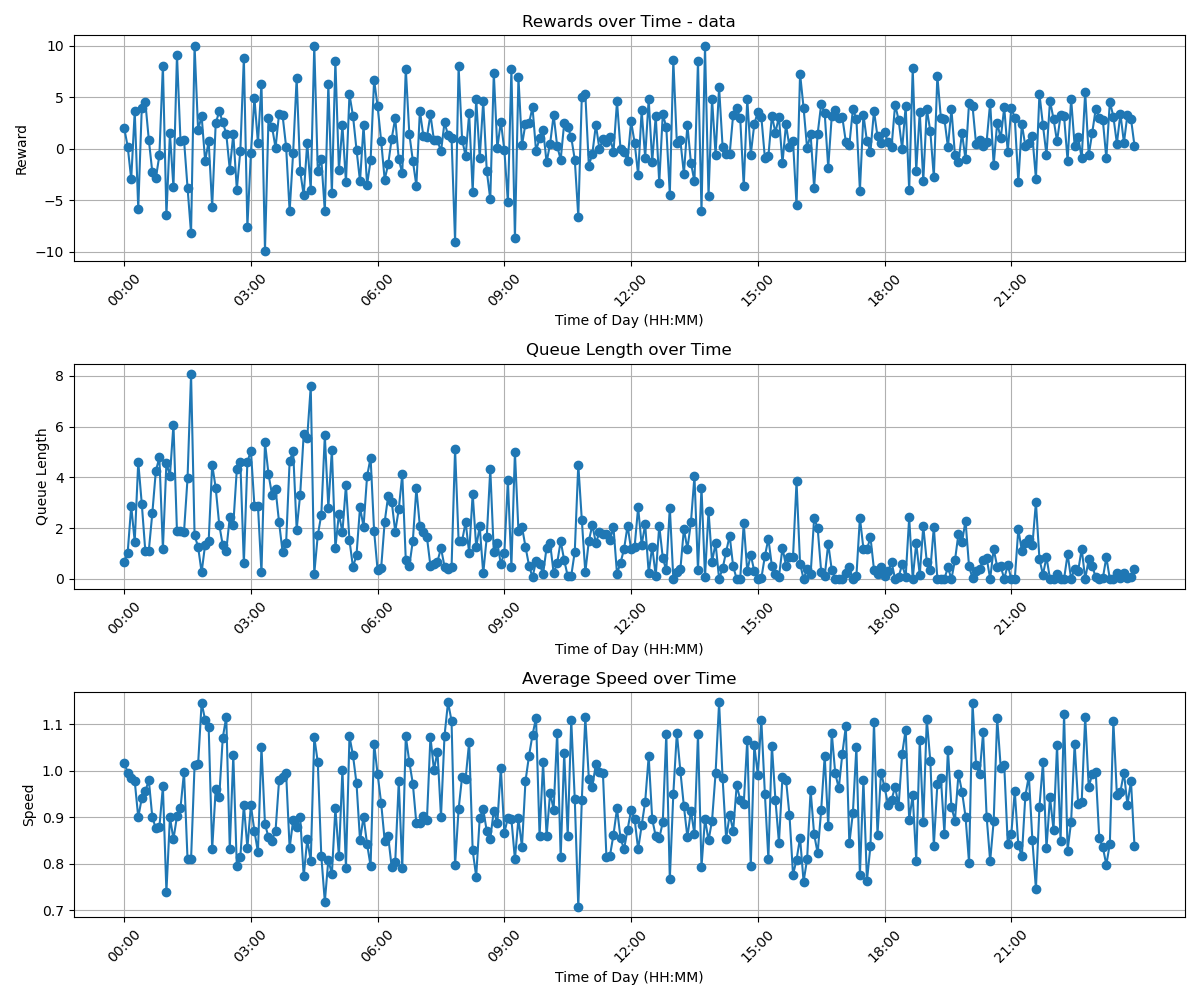 Rewards over Time - data
10
5
0
−5
−10
Reward
00:00 03:00 06:00 09:00 12:00 15:00 18:00 21:00
Time of Day (HH:MM)
Queue Length over Time
8
6
4
2
0
Queue Length
00:00 03:00 06:00 09:00 12:00 15:00 18:00 21:00
Time of Day (HH:MM)
Average Speed over Time
1.1
1.0
0.9
0.8
0.7
Speed
00:00 03:00 06:00 09:00 12:00 15:00 18:00 21:00
Time of Day (HH:MM)